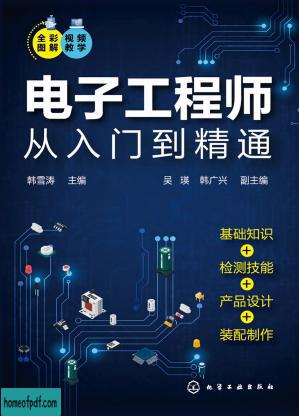 全彩 视频
图解 教学
电子工程师
从入门到精通
韩雪涛 主编 吴瑛 韩广兴 副主编
基础知识
+
检测技能
+
产品设计
+
装配制作
化学工业出版社
homeofpdf.com